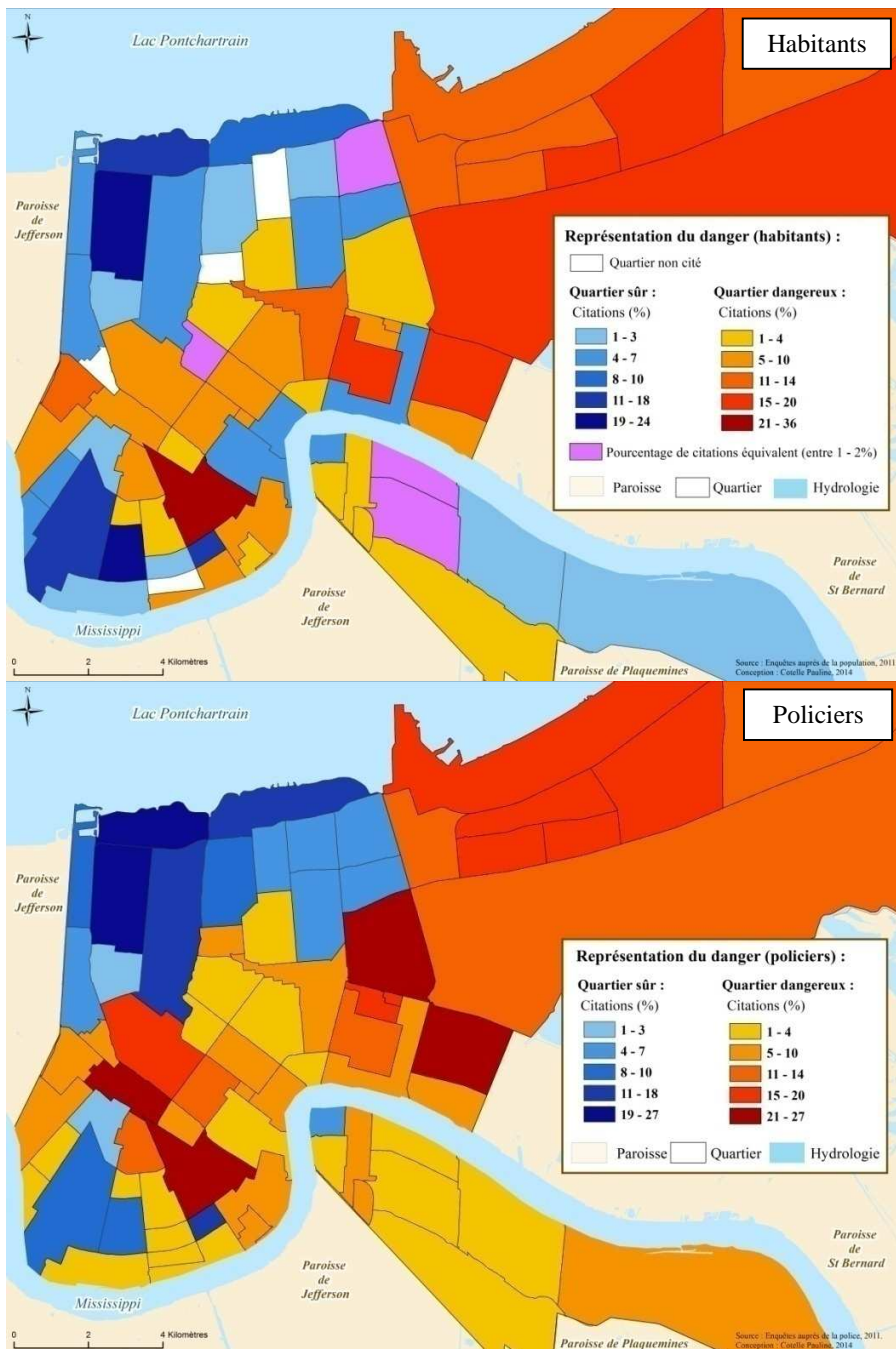 N
Lac Pontchartrain
Habitants
Paroisse
de
Jefferson
Représentation du danger (habitants) :
Quartier non cité
Quartier sûr :
Quartier dangereux :
Citations (%)
Citations (%)
1 - 3
1 - 4
4 - 7
5 - 10
8 - 10
11 - 14
11 - 18
15 - 20
19 - 24
21 - 36
Pourcentage de citations équivalent (entre 1 - 2%)
Paroisse
Quartier
Hydrologie
Paroisse
de
St Bernard
Paroisse
de
Jefferson
Mississippi
0 2 4 Kilomètres
Paroisse de Plaquemines
Source : Enquêtes auprès de la population, 2011
Conception : Cotelle Pauline, 2014
N
Lac Pontchartrain
Policiers
Paroisse
de
Jefferson
Représentation du danger (policiers) :
Quartier sûr :
Quartier dangereux :
Citations (%)
Citations (%)
1 - 3
1 - 4
4 - 7
5 - 10
8 - 10
11 - 14
11 - 18
15 - 20
19 - 27
21 - 27
Paroisse
Quartier
Hydrologie
Paroisse
de
St Bernard
Paroisse
de
Jefferson
Mississippi
0 2 4 Kilomètres
Paroisse de Plaquemines
Source : Enquêtes auprès de la police, 2011.
Conception : Cotelle Pauline, 2014